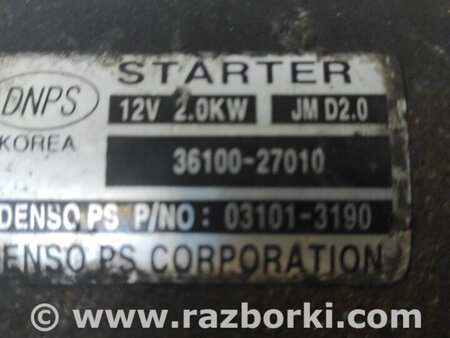 STARTER
DNPS
12V 2.0KW JM D2.0
KOREA
36100-27010
DENSO PS P/NO : 03101-3190
ENSO PS CORPORATION
© www.razborki.com